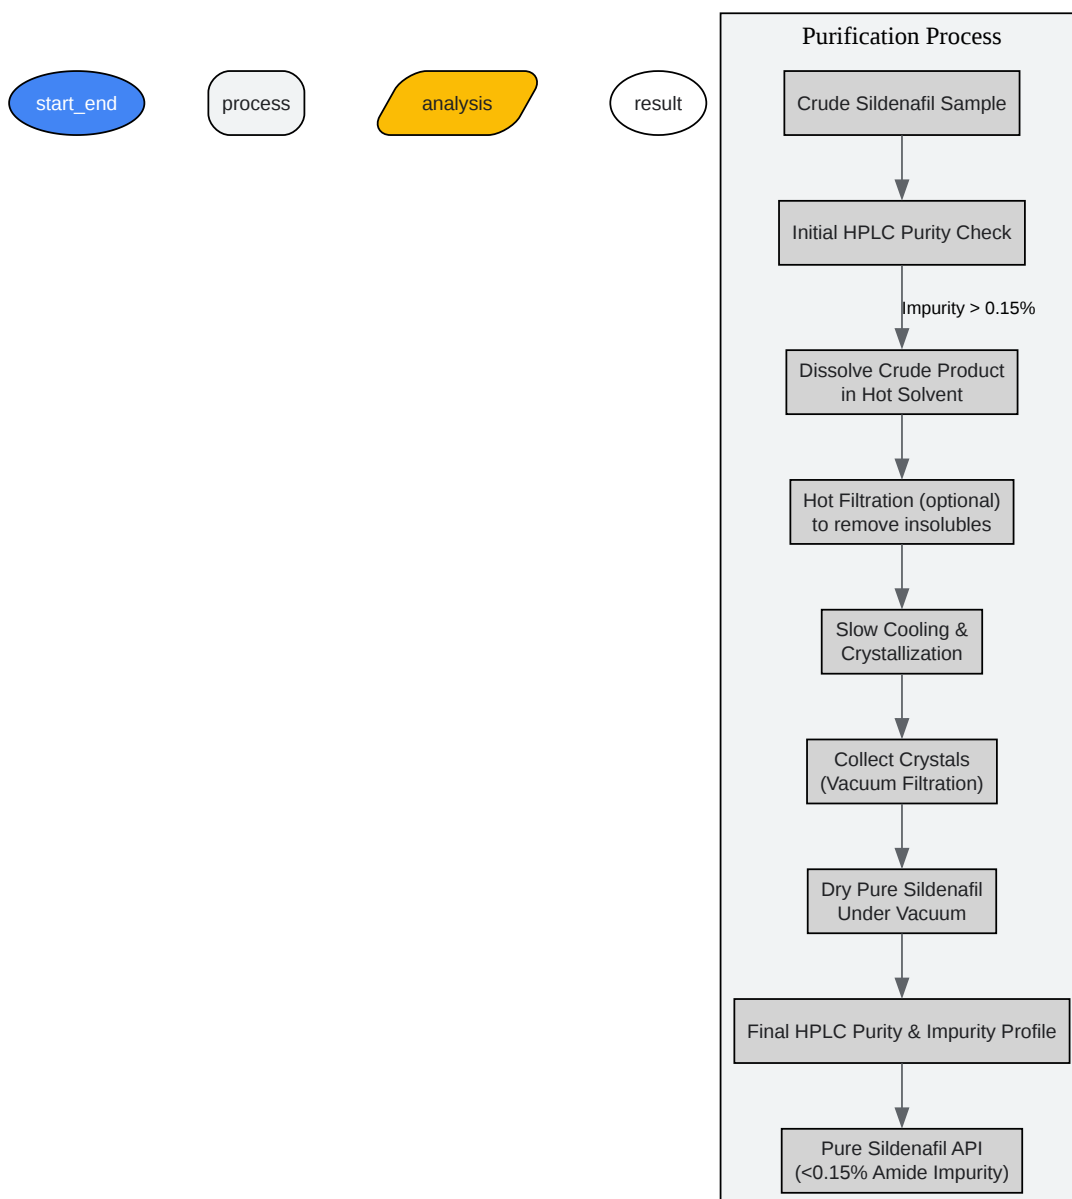 Purification Process
start_end
process
analysis
result
Crude Sildenafil Sample
Initial HPLC Purity Check
Impurity > 0.15%
Dissolve Crude Product
in Hot Solvent
Hot Filtration (optional)
to remove insolubles
Slow Cooling &
Crystallization
Collect Crystals
(Vacuum Filtration)
Dry Pure Sildenafil
Under Vacuum
Final HPLC Purity & Impurity Profile
Pure Sildenafil API
(<0.15% Amide Impurity)